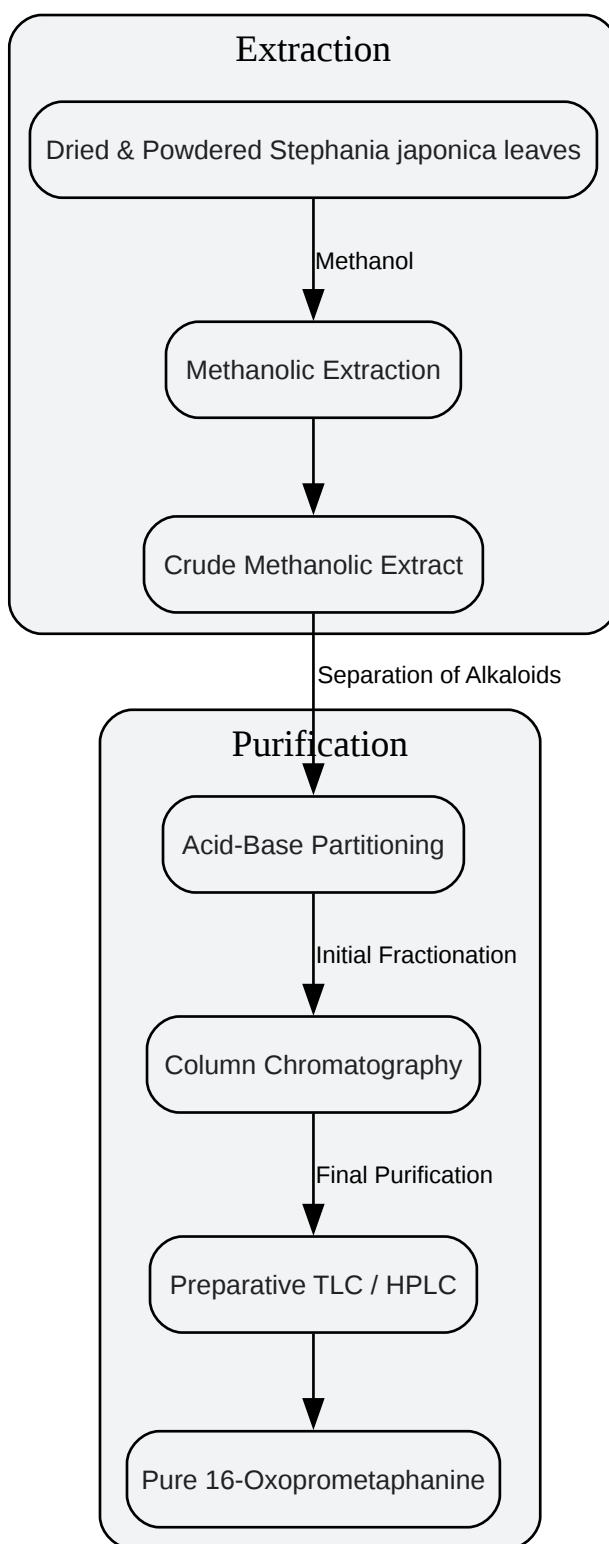 Extraction
Dried & Powdered Stephania japonica leaves
Methanol
Methanolic Extraction
Crude Methanolic Extract
Separation of Alkaloids
Purification
Acid-Base Partitioning
Initial Fractionation
Column Chromatography
Final Purification
Preparative TLC / HPLC
Pure 16-Oxoprometaphanine